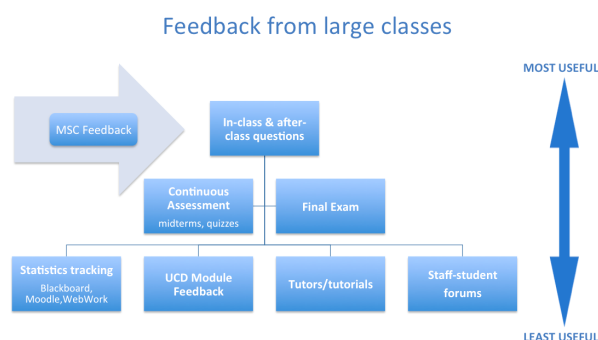 Feedback from large classes
MOST USEFUL
MSC Feedback
In-class & after-
class questions
Continuous
Assessment
midterms, quizzes
Final Exam
Statistics tracking
Blackboard,
Moodle,WebWork
UCD Module
Feedback
Tutors/tutorials
Staff-student
forums
LEAST USEFUL